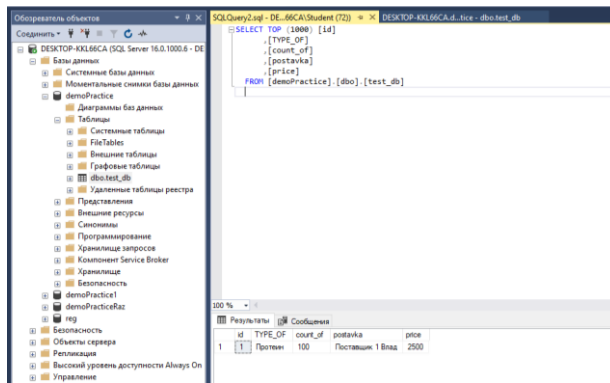 Обозреватель объектов
Соединить
DESKTOP-KKL66CA (SQL Server 16.0.1000.6 - DE
Базы данных
Системные базы данных
Моментальные снимки базы данных
demoPractice
Диаграммы баз данных
Таблицы
Системные таблицы
FileTables
Внешние таблицы
Графовые таблицы
dbo.test_db
Удаленные таблицы реестра
Представления
Внешние ресурсы
Синонимы
Программирование
Хранилище запросов
Компонент Service Broker
Хранилище
Безопасность
demoPractice1
demoPracticeRaz
reg
Безопасность
Объекты сервера
Репликация
Высокий уровень доступности Always On
Управление
SQLQuery2.sql - DE...66CA\Student (72))
DESKTOP-KKL66CA.d...tice - dbo.test_db
SELECT TOP (1000) [id]
,[TYPE_OF]
,[count_of]
,[postavka]
,[price]
FROM [demoPractice].[dbo].[test_db]
100 %
Результаты Сообщения
id TYPE_OF count_of postavka price
1 1 Протеин 100 Поставщик 1 Влад 2500